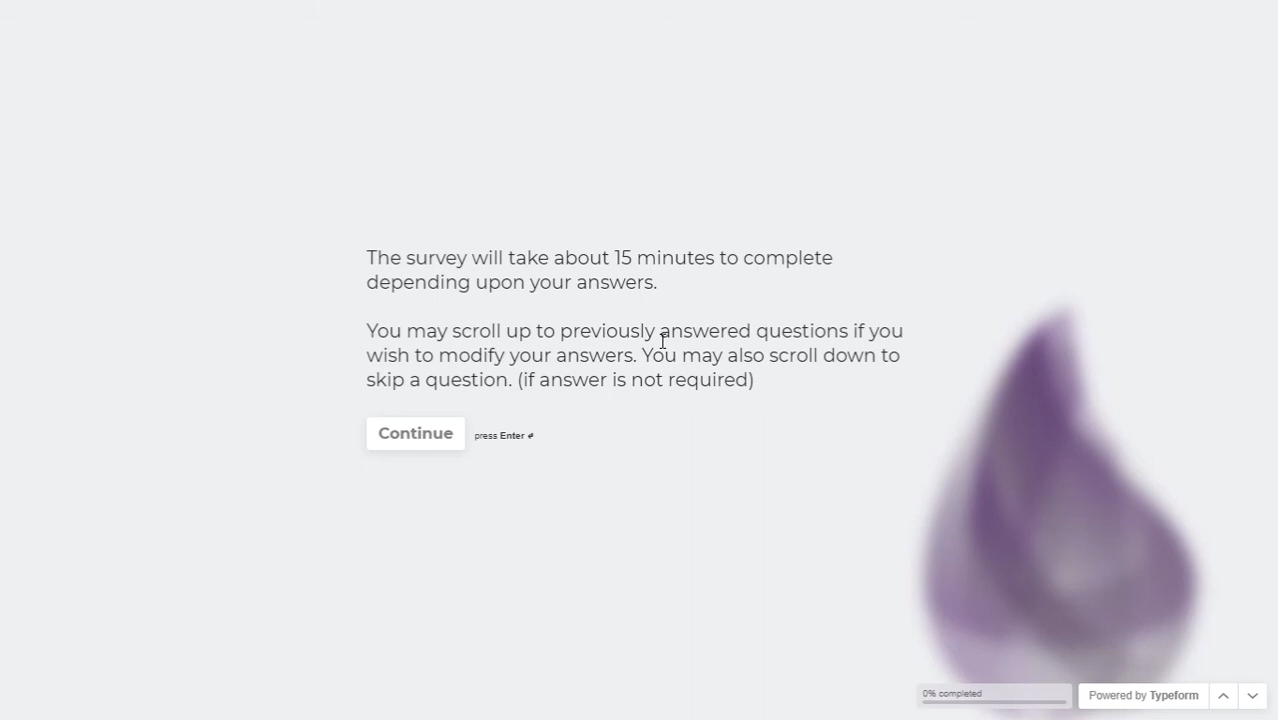 The survey will take about 15 minutes to complete
depending upon your answers.
You may scroll up to previously answered questions if you
wish to modify your answers. You may also scroll down to
skip a question. (if answer is not required)
Continue press Enter ↵
0% completed
Powered by Typeform